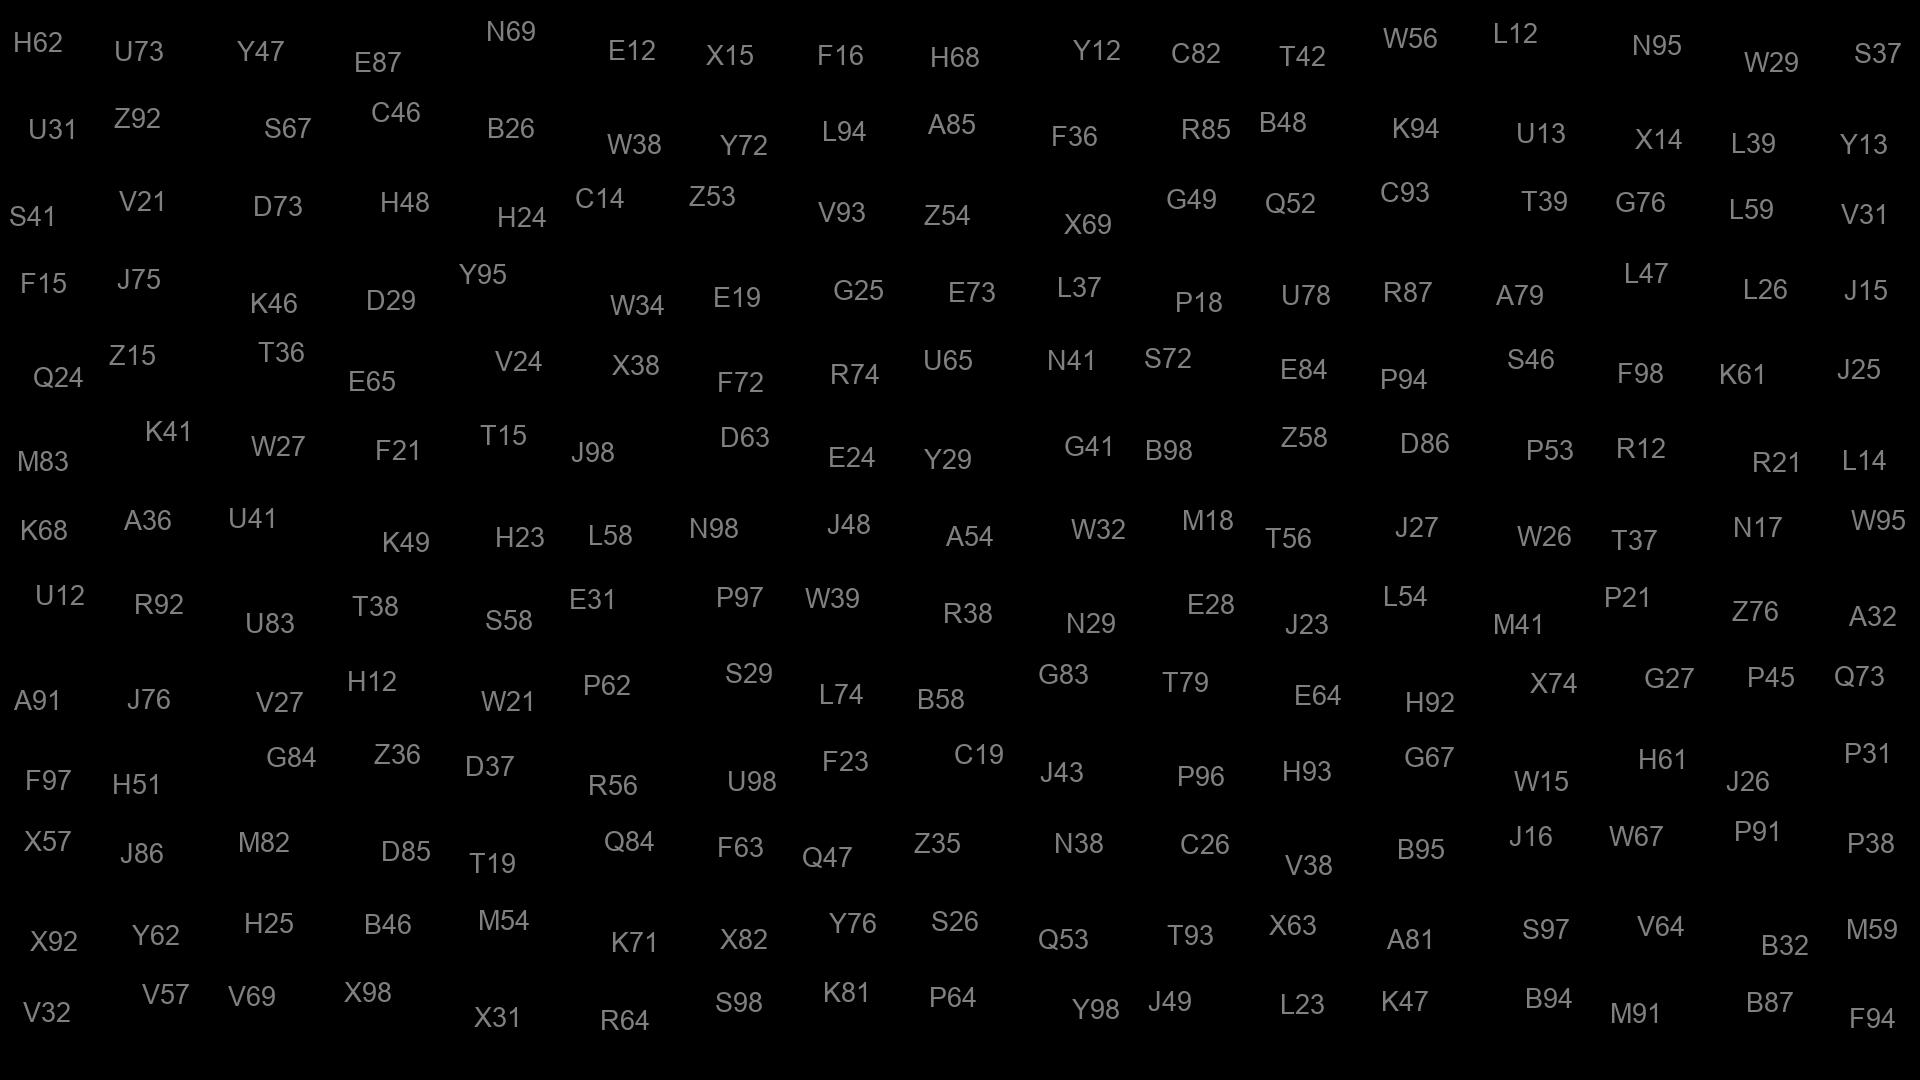 H62 U73 Y47 E87 N69 E12 X15 F16 H68 Y12 C82 T42 W56 L12 N95 W29 S37
U31 Z92 S67 C46 B26 W38 Y72 L94 A85 F36 R85 B48 K94 U13 X14 L39 Y13
S41 V21 D73 H48 H24 C14 Z53 V93 Z54 X69 G49 Q52 C93 T39 G76 L59 V31
F15 J75 K46 D29 Y95 W34 E19 G25 E73 L37 P18 U78 R87 A79 L47 L26 J15
Q24 Z15 T36 E65 V24 X38 F72 R74 U65 N41 S72 E84 P94 S46 F98 K61 J25
M83 K41 W27 F21 T15 J98 D63 E24 Y29 G41 B98 Z58 D86 P53 R12 R21 L14
K68 A36 U41 K49 H23 L58 N98 J48 A54 W32 M18 T56 J27 W26 T37 N17 W95
U12 R92 U83 T38 S58 E31 P97 W39 R38 N29 E28 J23 L54 M41 P21 Z76 A32
A91 J76 V27 H12 W21 P62 S29 L74 B58 G83 T79 E64 H92 X74 G27 P45 Q73
F97 H51 G84 Z36 D37 R56 U98 F23 C19 J43 P96 H93 G67 W15 H61 J26 P31
X57 J86 M82 D85 T19 Q84 F63 Q47 Z35 N38 C26 V38 B95 J16 W67 P91 P38
X92 Y62 H25 B46 M54 K71 X82 Y76 S26 Q53 T93 X63 A81 S97 V64 B32 M59
V32 V57 V69 X98 X31 R64 S98 K81 P64 Y98 J49 L23 K47 B94 M91 B87 F94